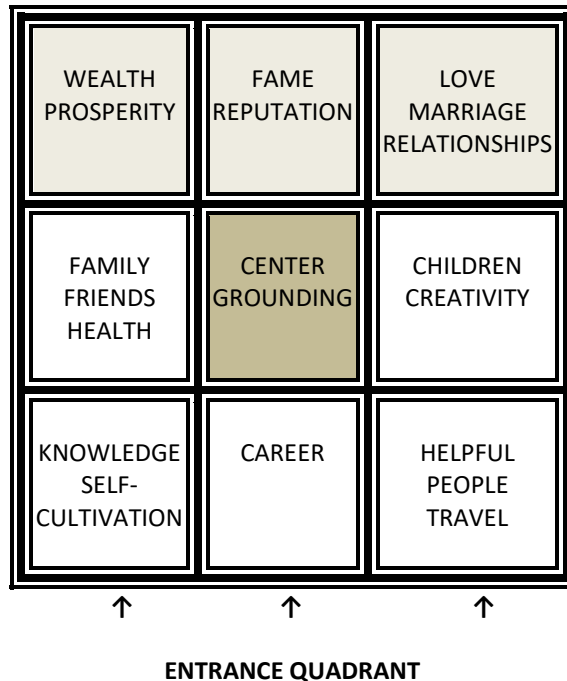 WEALTH
PROSPERITY
FAME
REPUTATION
LOVE
MARRIAGE
RELATIONSHIPS
FAMILY
FRIENDS
HEALTH
CENTER
GROUNDING
CHILDREN
CREATIVITY
KNOWLEDGE
SELF-
CULTIVATION
CAREER
HELPFUL
PEOPLE
TRAVEL
↑ ↑ ↑
ENTRANCE QUADRANT